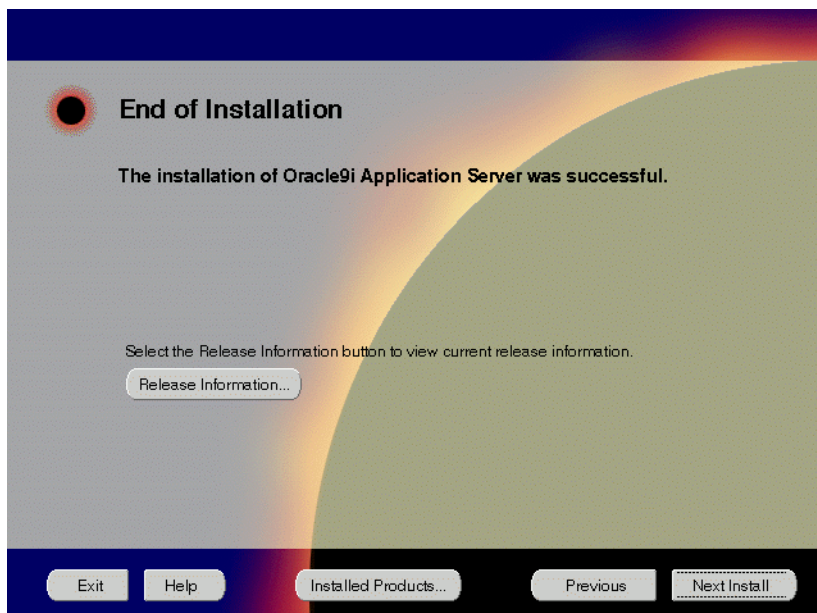 End of Installation
The installation of Oracle9i Application Server was successful.
Select the Release Information button to view current release information.
Release Information...
Exit
Help
Installed Products...
Previous
Next Install